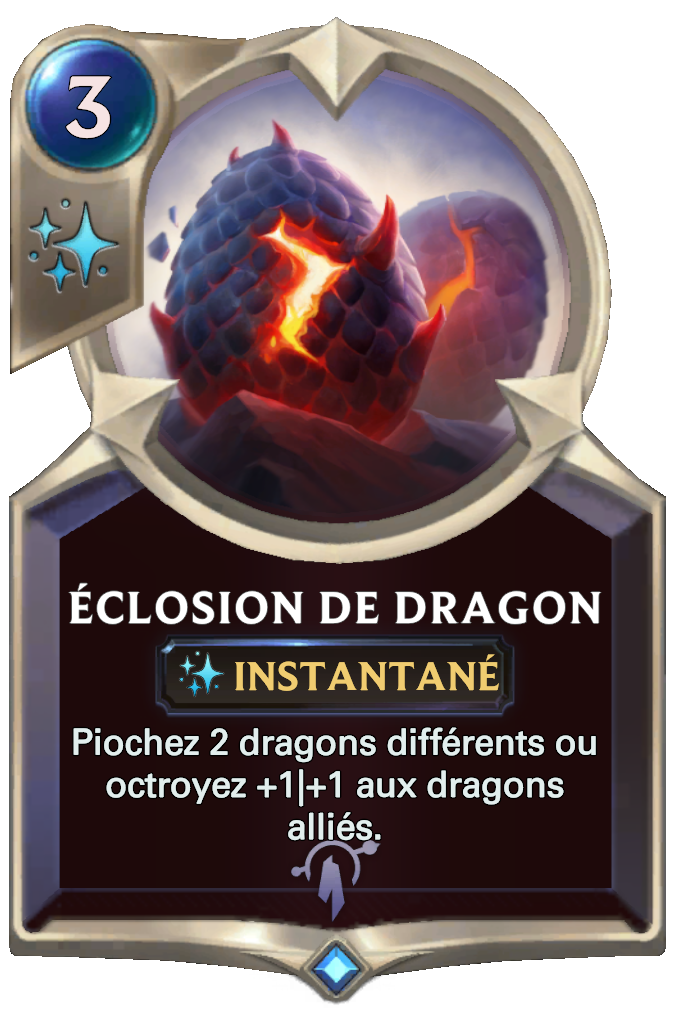 3
ÉCLOSION DE DRAGON
INSTANTANÉ
Piochez 2 dragons différents ou
octroyez +1|+1 aux dragons
alliés.